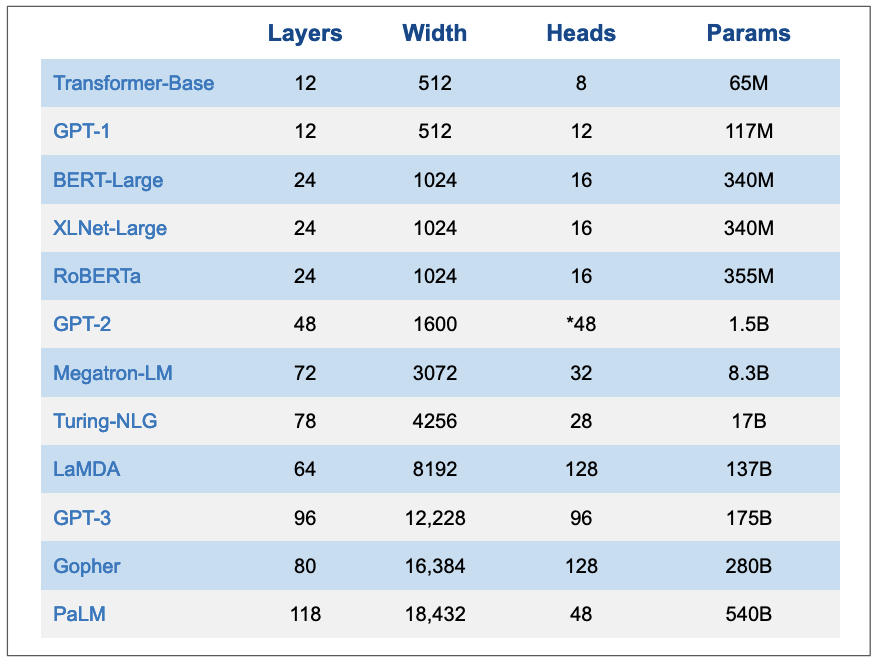 Layers Width Heads Params
Transformer-Base 12 512 8 65M
GPT-1 12 512 12 117M
BERT-Large 24 1024 16 340M
XLNet-Large 24 1024 16 340M
RoBERTa 24 1024 16 355M
GPT-2 48 1600 *48 1.5B
Megatron-LM 72 3072 32 8.3B
Turing-NLG 78 4256 28 17B
LaMDA 64 8192 128 137B
GPT-3 96 12,228 96 175B
Gopher 80 16,384 128 280B
PaLM 118 18,432 48 540B